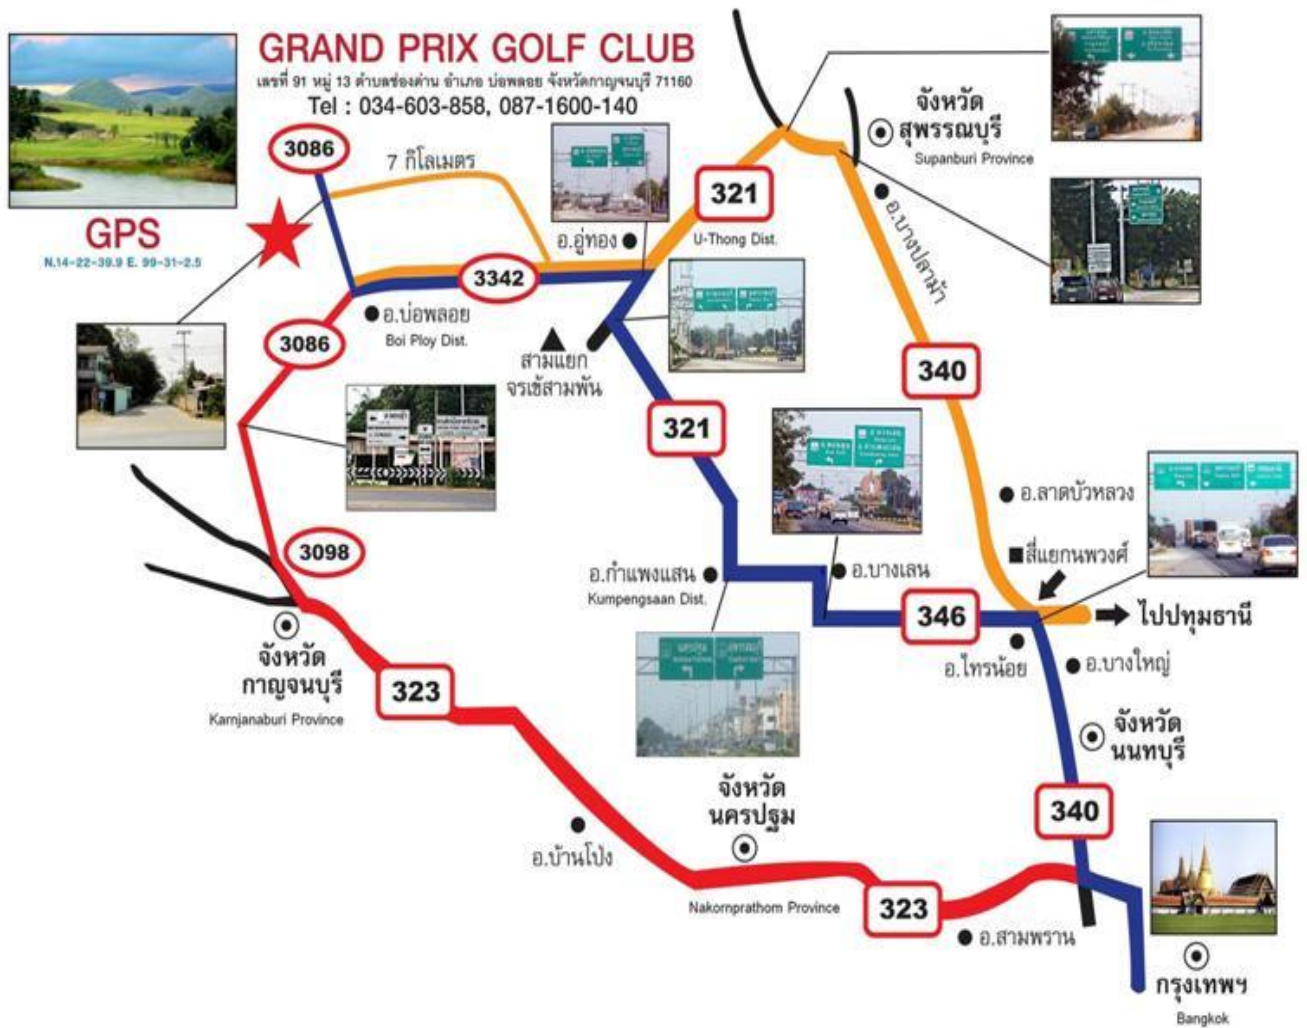 GRAND PRIX GOLF CLUB
เลขที่ 91 หมู่ 13 ตำบลช่องด่าน อำเภอ บ่อพลอย จังหวัดกาญจนบุรี 71160
Tel : 034-603-858, 087-1600-140
GPS
N.14-22-39.9 E. 99-31-2.5
3086
7 กิโลเมตร
จังหวัด
สุพรรณบุรี
Supanburi Province
321
อ.อู่ทอง
U-Thong Dist.
อ.บางปลาม้า
3342
อ.บ่อพลอย
Boi Ploy Dist.
3086
สามแยก
จรเข้สามพัน
340
321
อ.ลาดบัวหลวง
สี่แยกนพวงศ์
3098
อ.กำแพงแสน
Kumpengsaan Dist.
อ.บางเลน
346
ไปปทุมธานี
อ.ไทรน้อย
อ.บางใหญ่
จังหวัด
กาญจนบุรี
Karnjanaburi Province
323
จังหวัด
นนทบุรี
จังหวัด
นครปฐม
340
อ.บ้านโป่ง
Nakornprathom Province
323
อ.สามพราน
กรุงเทพฯ
Bangkok